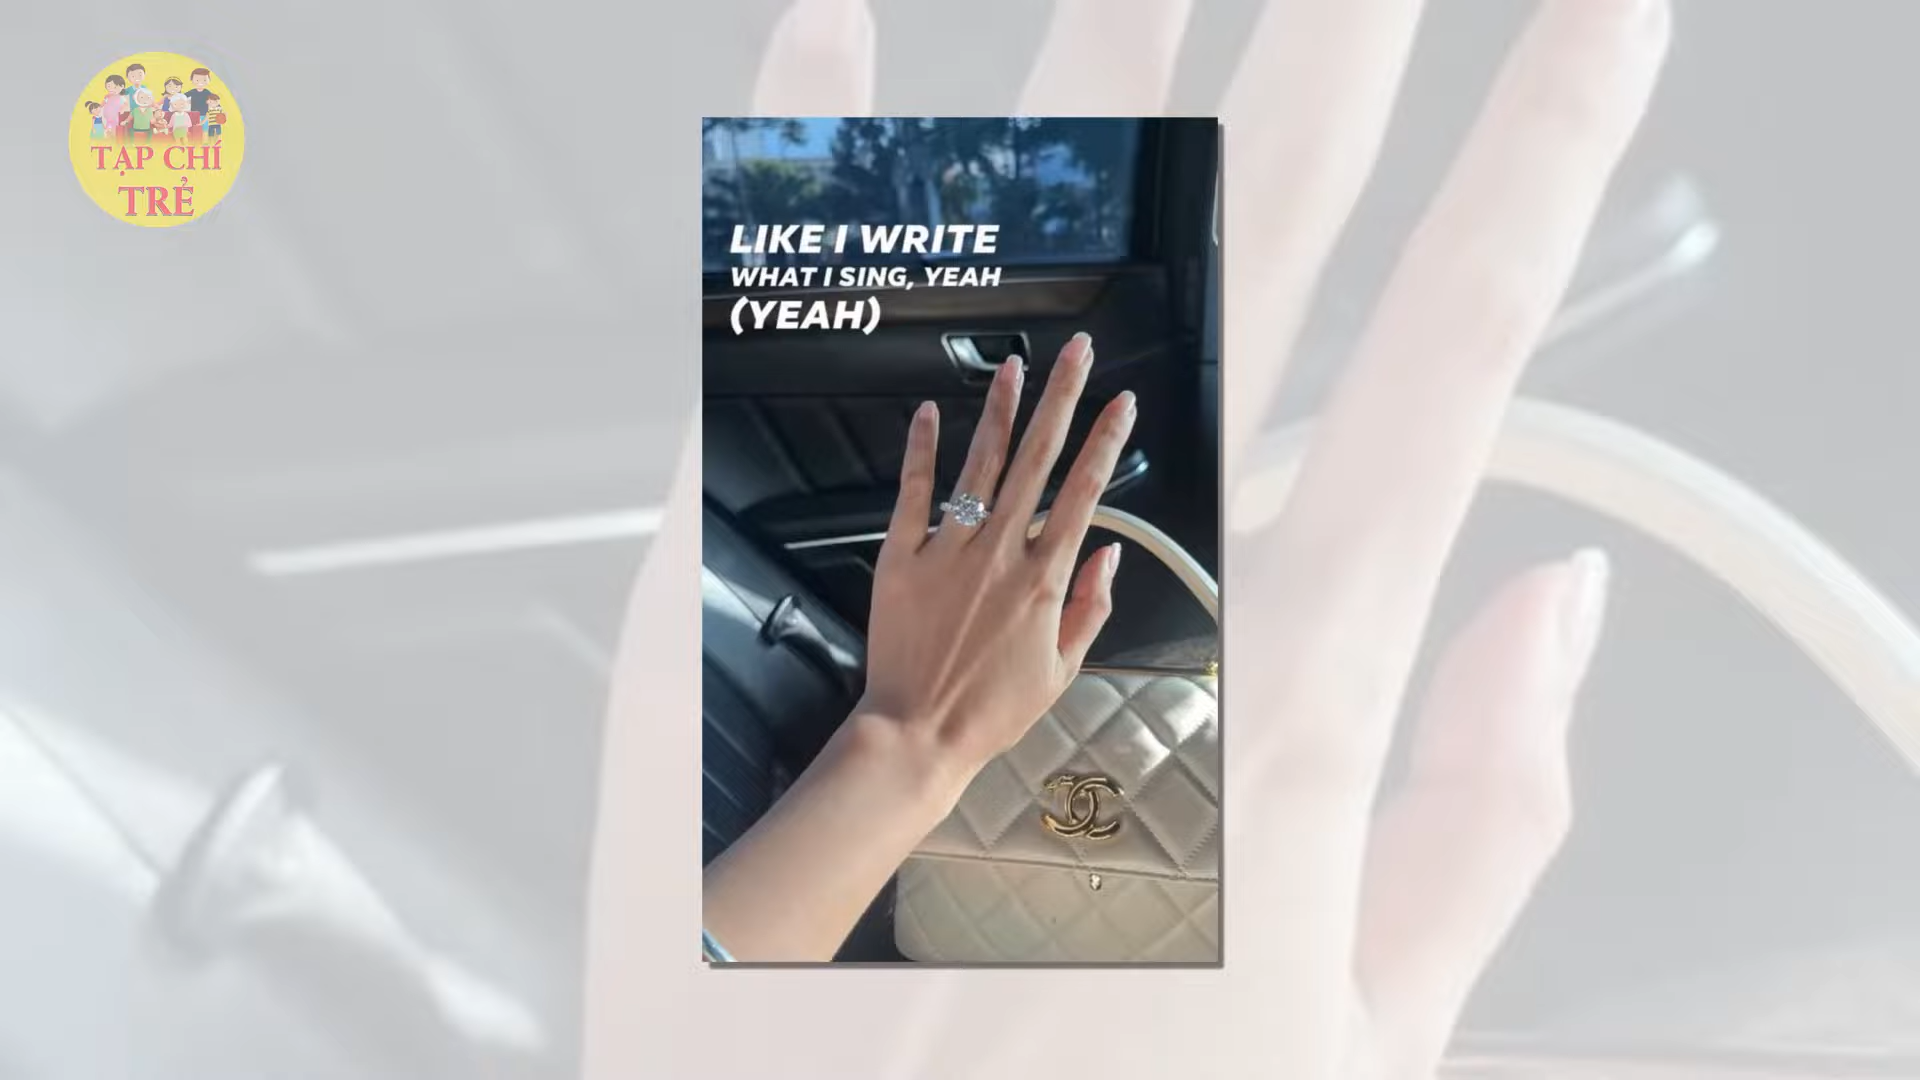 TẠP CHÍ
TRẺ
LIKE I WRITE
WHAT I SING, YEAH
(YEAH)